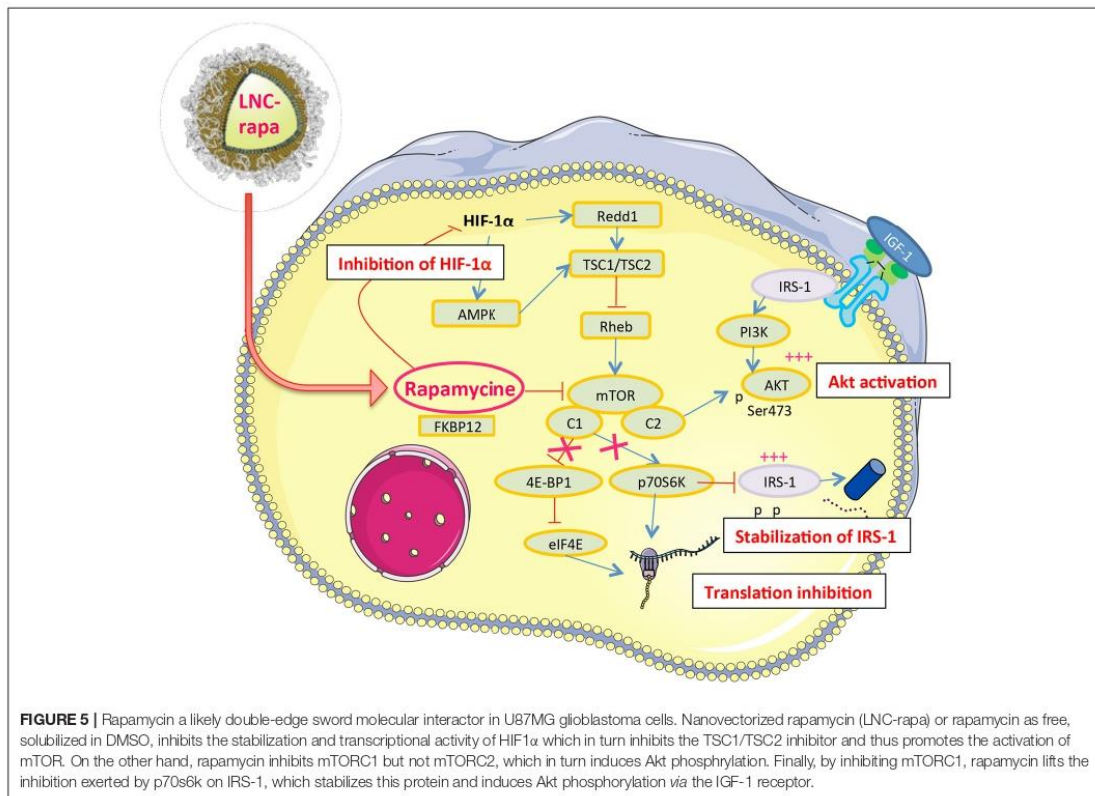 LNC-
rapa
HIF-1α
Redd1
IGF-1
Inhibition of HIF-1α
TSC1/TSC2
IRS-1
AMPK
Rheb
PI3K
+++
Rapamycine
mTOR
AKT
Akt activation
p
Ser473
FKBP12
C1
C2
+++
4E-BP1
p70S6K
IRS-1
p p
eIF4E
Stabilization of IRS-1
Translation inhibition
FIGURE 5 | Rapamycin a likely double-edge sword molecular interactor in U87MG glioblastoma cells. Nanovectorized rapamycin (LNC-rapa) or rapamycin as free,
solubilized in DMSO, inhibits the stabilization and transcriptional activity of HIF1α which in turn inhibits the TSC1/TSC2 inhibitor and thus promotes the activation of
mTOR. On the other hand, rapamycin inhibits mTORC1 but not mTORC2, which in turn induces Akt phosphrylation. Finally, by inhibiting mTORC1, rapamycin lifts the
inhibition exerted by p70s6k on IRS-1, which stabilizes this protein and induces Akt phosphorylation via the IGF-1 receptor.